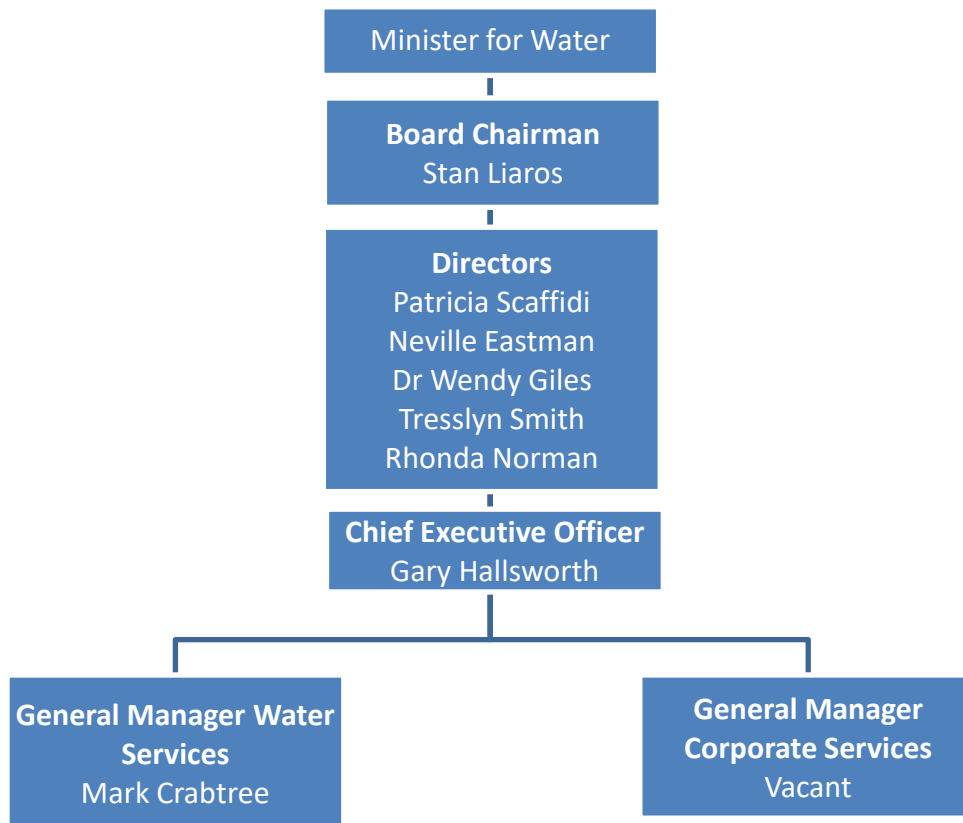 Minister for Water
Board Chairman
Stan Liaros
Directors
Patricia Scaffidi
Neville Eastman
Dr Wendy Giles
Tresslyn Smith
Rhonda Norman
Chief Executive Officer
Gary Hallsworth
General Manager Water
Services
Mark Crabtree
General Manager
Corporate Services
Vacant